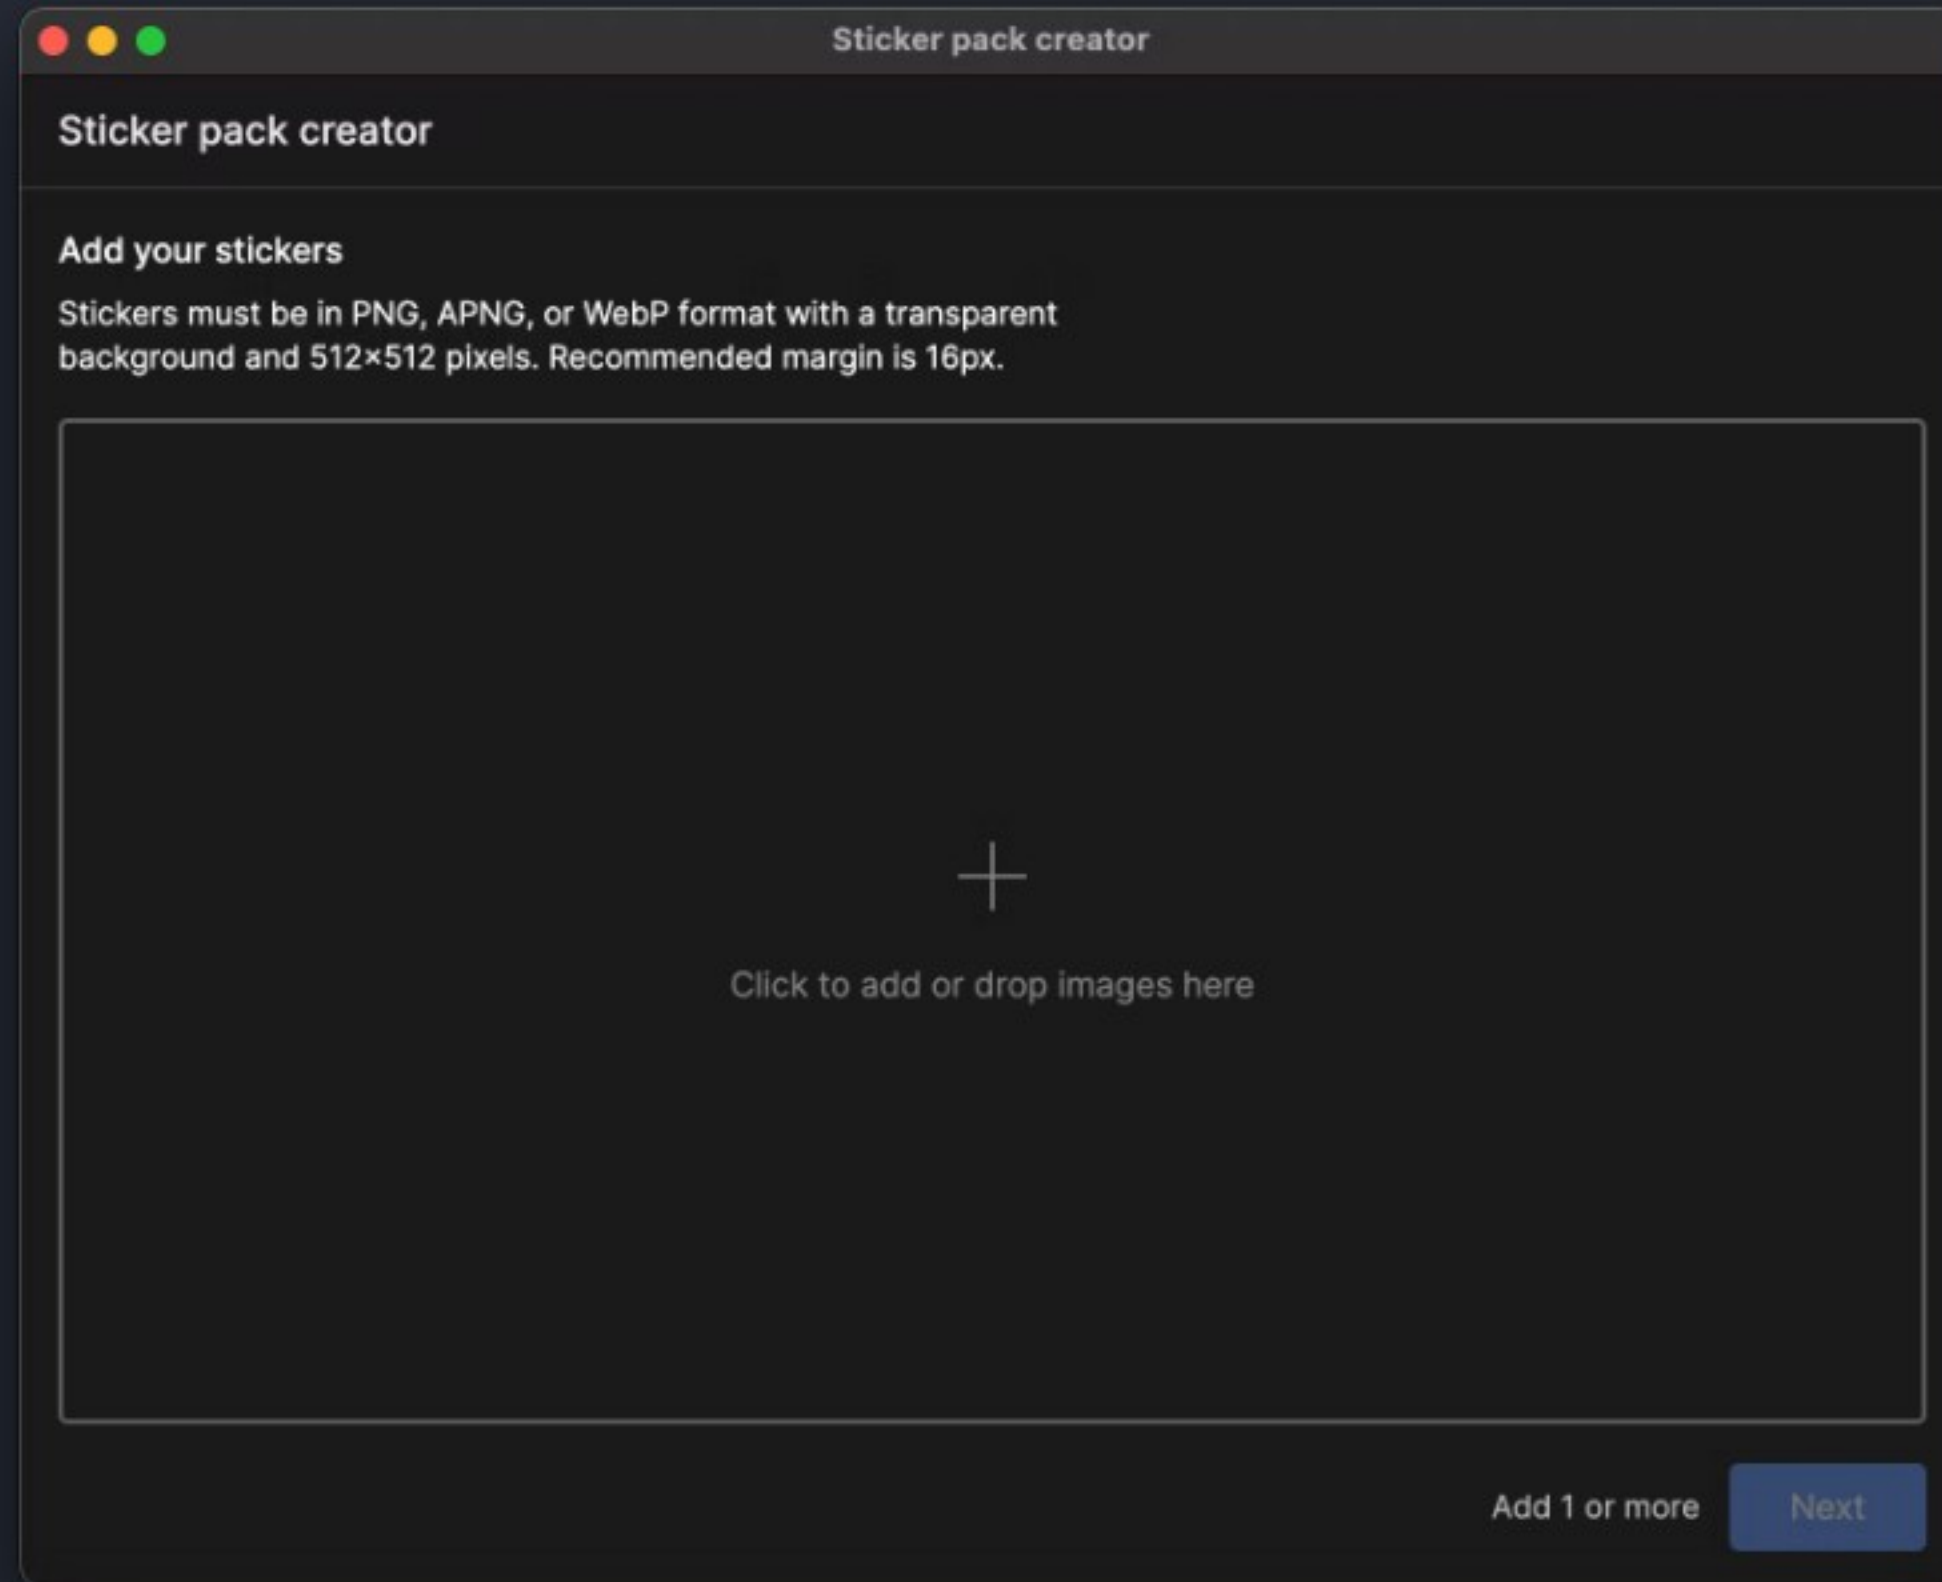 Sticker pack creator
Sticker pack creator
Add your stickers
Stickers must be in PNG, APNG, or WebP format with a transparent
background and 512×512 pixels. Recommended margin is 16px.
Click to add or drop images here
Add 1 or more
Next